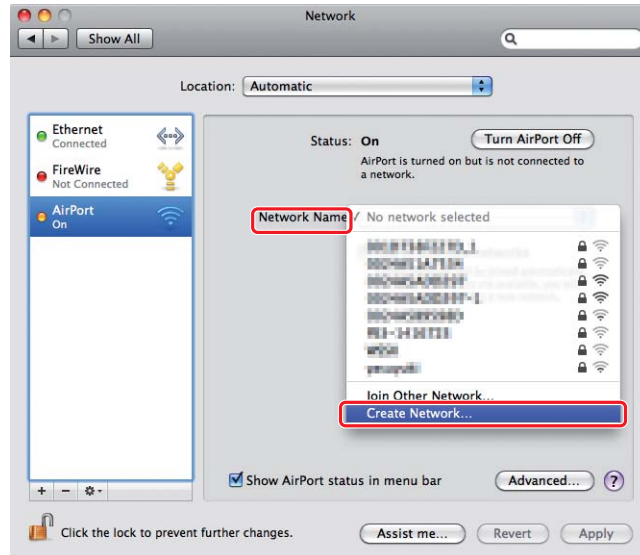 Network
Show All
Location: Automatic
Ethernet
Connected
FireWire
Not Connected
AirPort
On
Status: On
Turn AirPort Off
AirPort is turned on but is not connected to
a network.
Network Name
✓ No network selected
Join Other Network...
Create Network...
Show AirPort status in menu bar
Advanced...
?
+ −
Click the lock to prevent further changes.
Assist me...
Revert
Apply